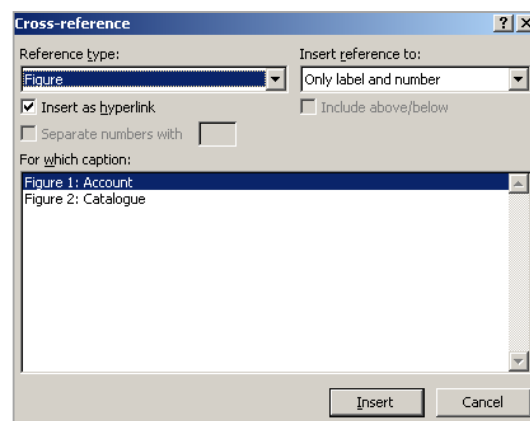 Cross-reference
Reference type:
Insert reference to:
Figure
Only label and number
Insert as hyperlink
Include above/below
Separate numbers with
For which caption:
Figure 1: Account
Figure 2: Catalogue
Insert
Cancel